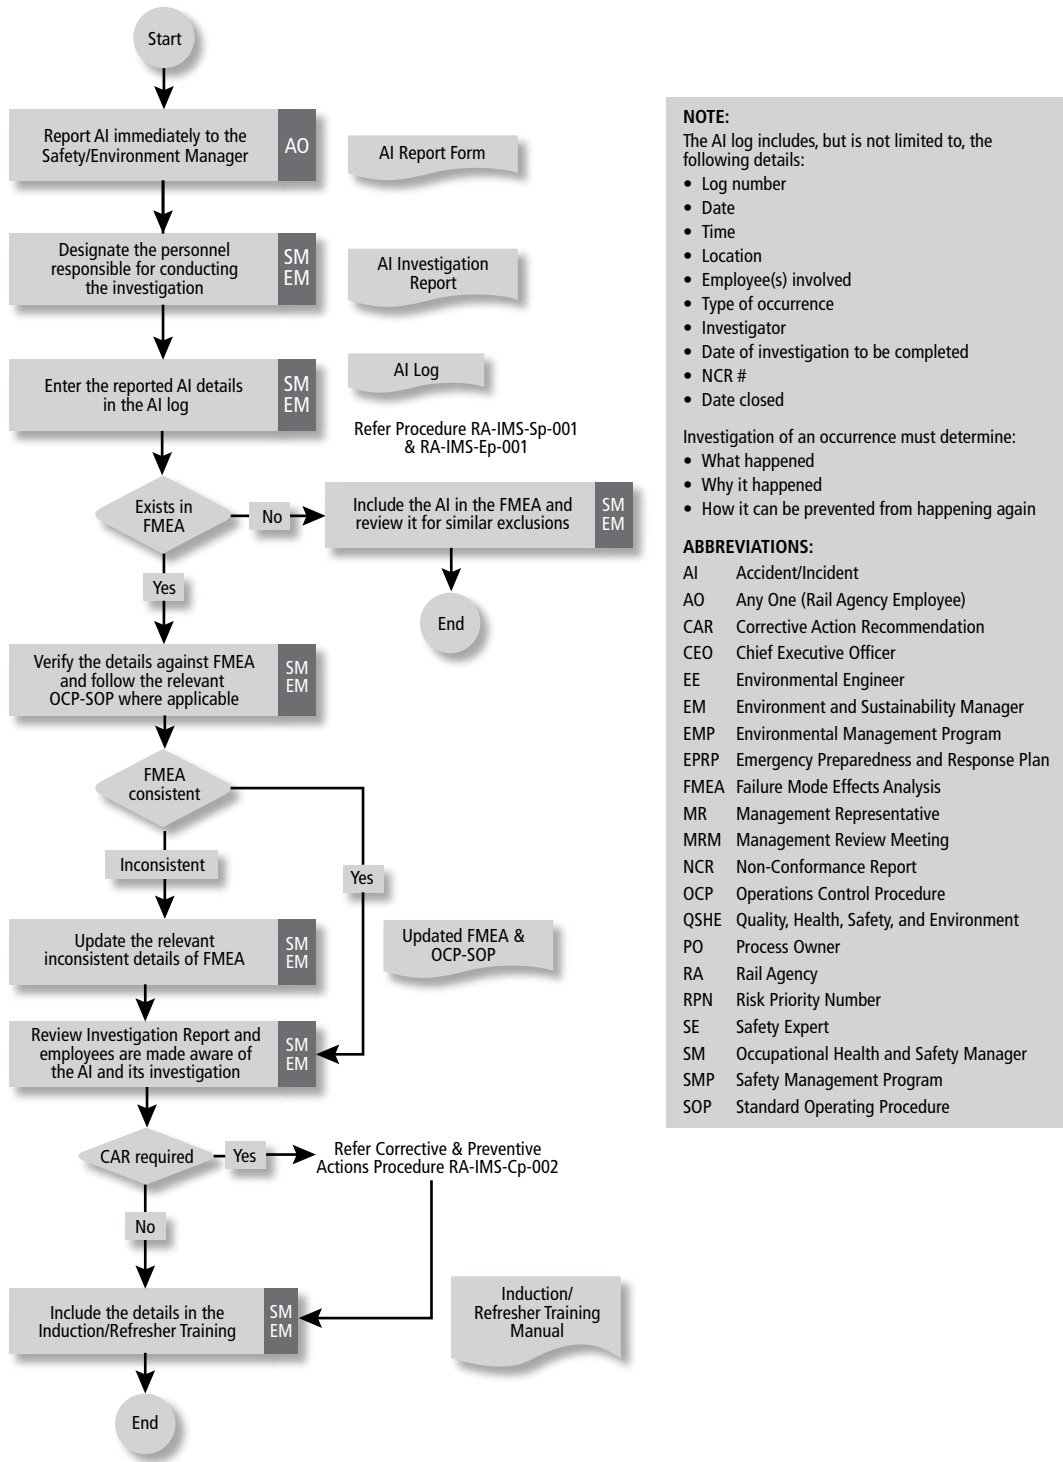 Start
Report AI immediately to the
Safety/Environment Manager
AO
AI Report Form
Designate the personnel
responsible for conducting
the investigation
SM
EM
AI Investigation
Report
Enter the reported AI details
in the AI log
SM
EM
AI Log
Refer Procedure RA-IMS-Sp-001
& RA-IMS-Ep-001
Exists in
FMEA
No
Include the AI in the FMEA and
review it for similar exclusions
SM
EM
End
Yes
Verify the details against FMEA
and follow the relevant
OCP-SOP where applicable
SM
EM
FMEA
consistent
Inconsistent
Yes
Update the relevant
inconsistent details of FMEA
SM
EM
Updated FMEA &
OCP-SOP
Review Investigation Report and
employees are made aware of
the AI and its investigation
SM
EM
CAR required
Yes
Refer Corrective & Preventive
Actions Procedure RA-IMS-Cp-002
No
Include the details in the
Induction/Refresher Training
SM
EM
Induction/
Refresher Training
Manual
End
NOTE:
The AI log includes, but is not limited to, the
following details:
• Log number
• Date
• Time
• Location
• Employee(s) involved
• Type of occurrence
• Investigator
• Date of investigation to be completed
• NCR #
• Date closed
Investigation of an occurrence must determine:
• What happened
• Why it happened
• How it can be prevented from happening again
ABBREVIATIONS:
AI Accident/Incident
AO Any One (Rail Agency Employee)
CAR Corrective Action Recommendation
CEO Chief Executive Officer
EE Environmental Engineer
EM Environment and Sustainability Manager
EMP Environmental Management Program
EPRP Emergency Preparedness and Response Plan
FMEA Failure Mode Effects Analysis
MR Management Representative
MRM Management Review Meeting
NCR Non-Conformance Report
OCP Operations Control Procedure
QSHE Quality, Health, Safety, and Environment
PO Process Owner
RA Rail Agency
RPN Risk Priority Number
SE Safety Expert
SM Occupational Health and Safety Manager
SMP Safety Management Program
SOP Standard Operating Procedure